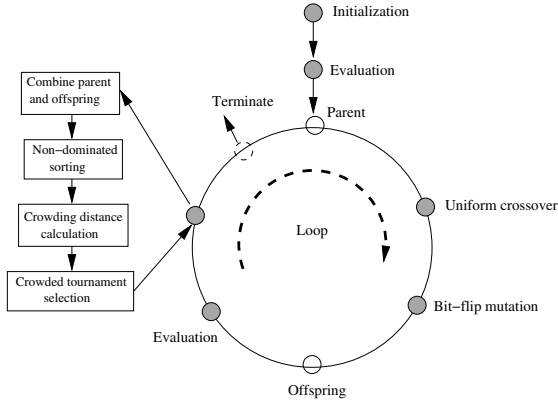 Initialization
Evaluation
Parent
Terminate
Combine parent
and offspring
Non-dominated
sorting
Crowding distance
calculation
Crowded tournament
selection
Uniform crossover
Loop
Bit-flip mutation
Evaluation
Offspring